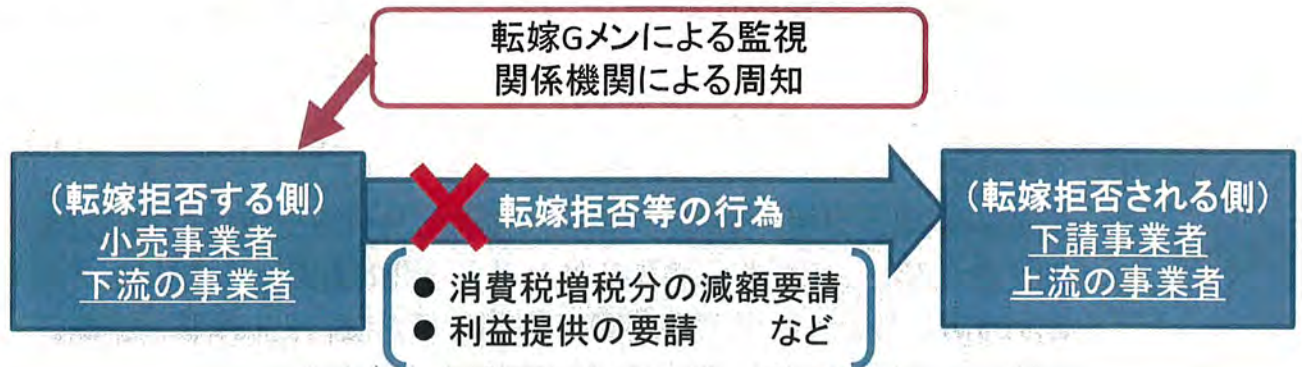 転嫁Gメンによる監視
関係機関による周知
(転嫁拒否する側)
小売事業者
下流の事業者
転嫁拒否等の行為
● 消費税増税分の減額要請
● 利益提供の要請 など
(転嫁拒否される側)
下請事業者
上流の事業者